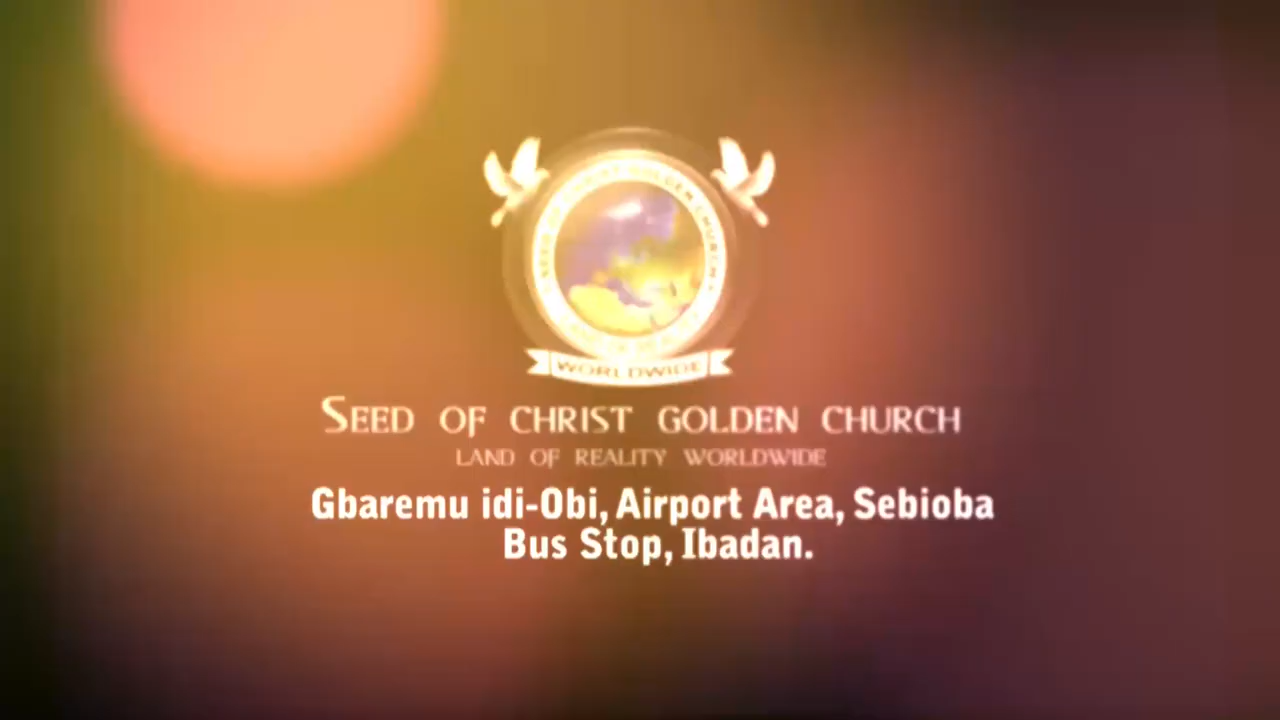 WORLDWIDE
SEED OF CHRIST GOLDEN CHURCH
LAND OF REALITY WORLDWIDE
Gbaremu idi-Obi, Airport Area, Sebioba
Bus Stop, Ibadan.